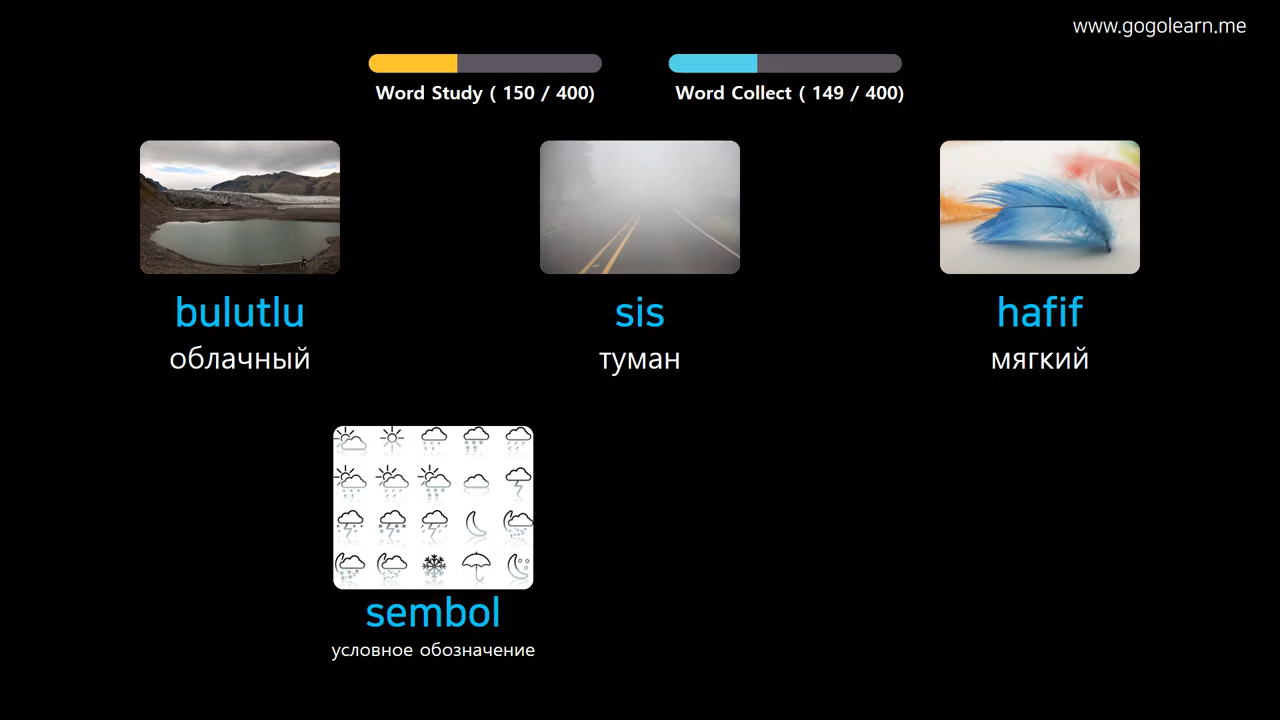 www.gogolearn.me
Word Study ( 150 / 400)
Word Collect ( 149 / 400)
bulutlu
облачный
sis
туман
hafif
мягкий
sembol
условное обозначение